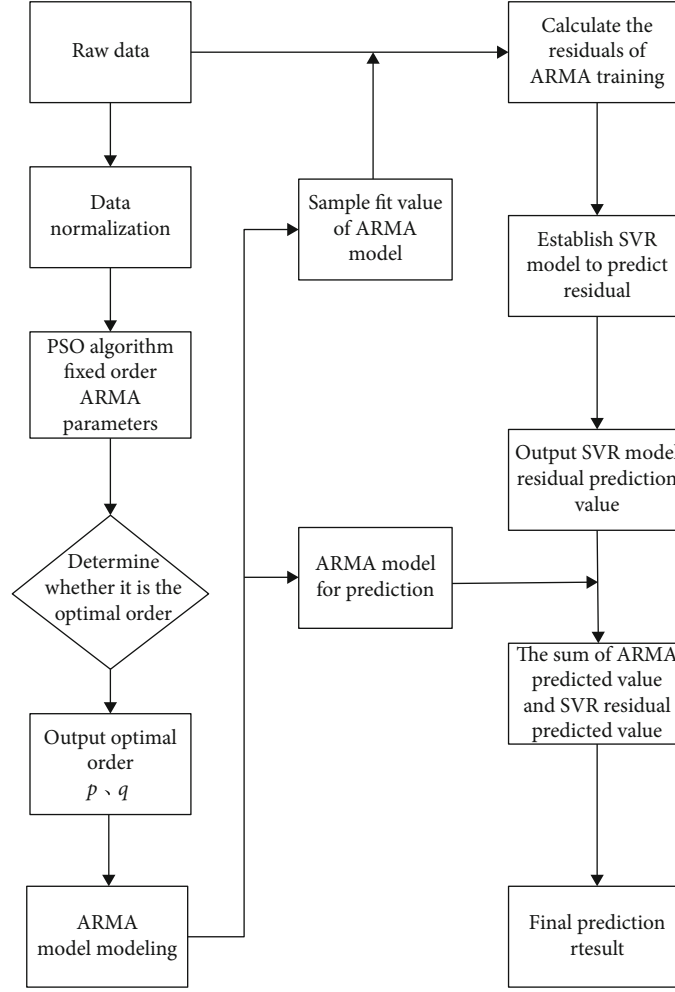 Raw data
Data
normalization
PSO algorithm
fixed order
ARMA
parameters
Determine
whether it is the
optimal order
Output optimal
order
p、q
ARMA
model modeling
Sample fit value
of ARMA
model
ARMA model
for prediction
Calculate the
residuals of
ARMA training
Establish SVR
model to predict
residual
Output SVR model
residual prediction
value
The sum of ARMA
predicted value
and SVR residual
predicted value
Final prediction
rtesult